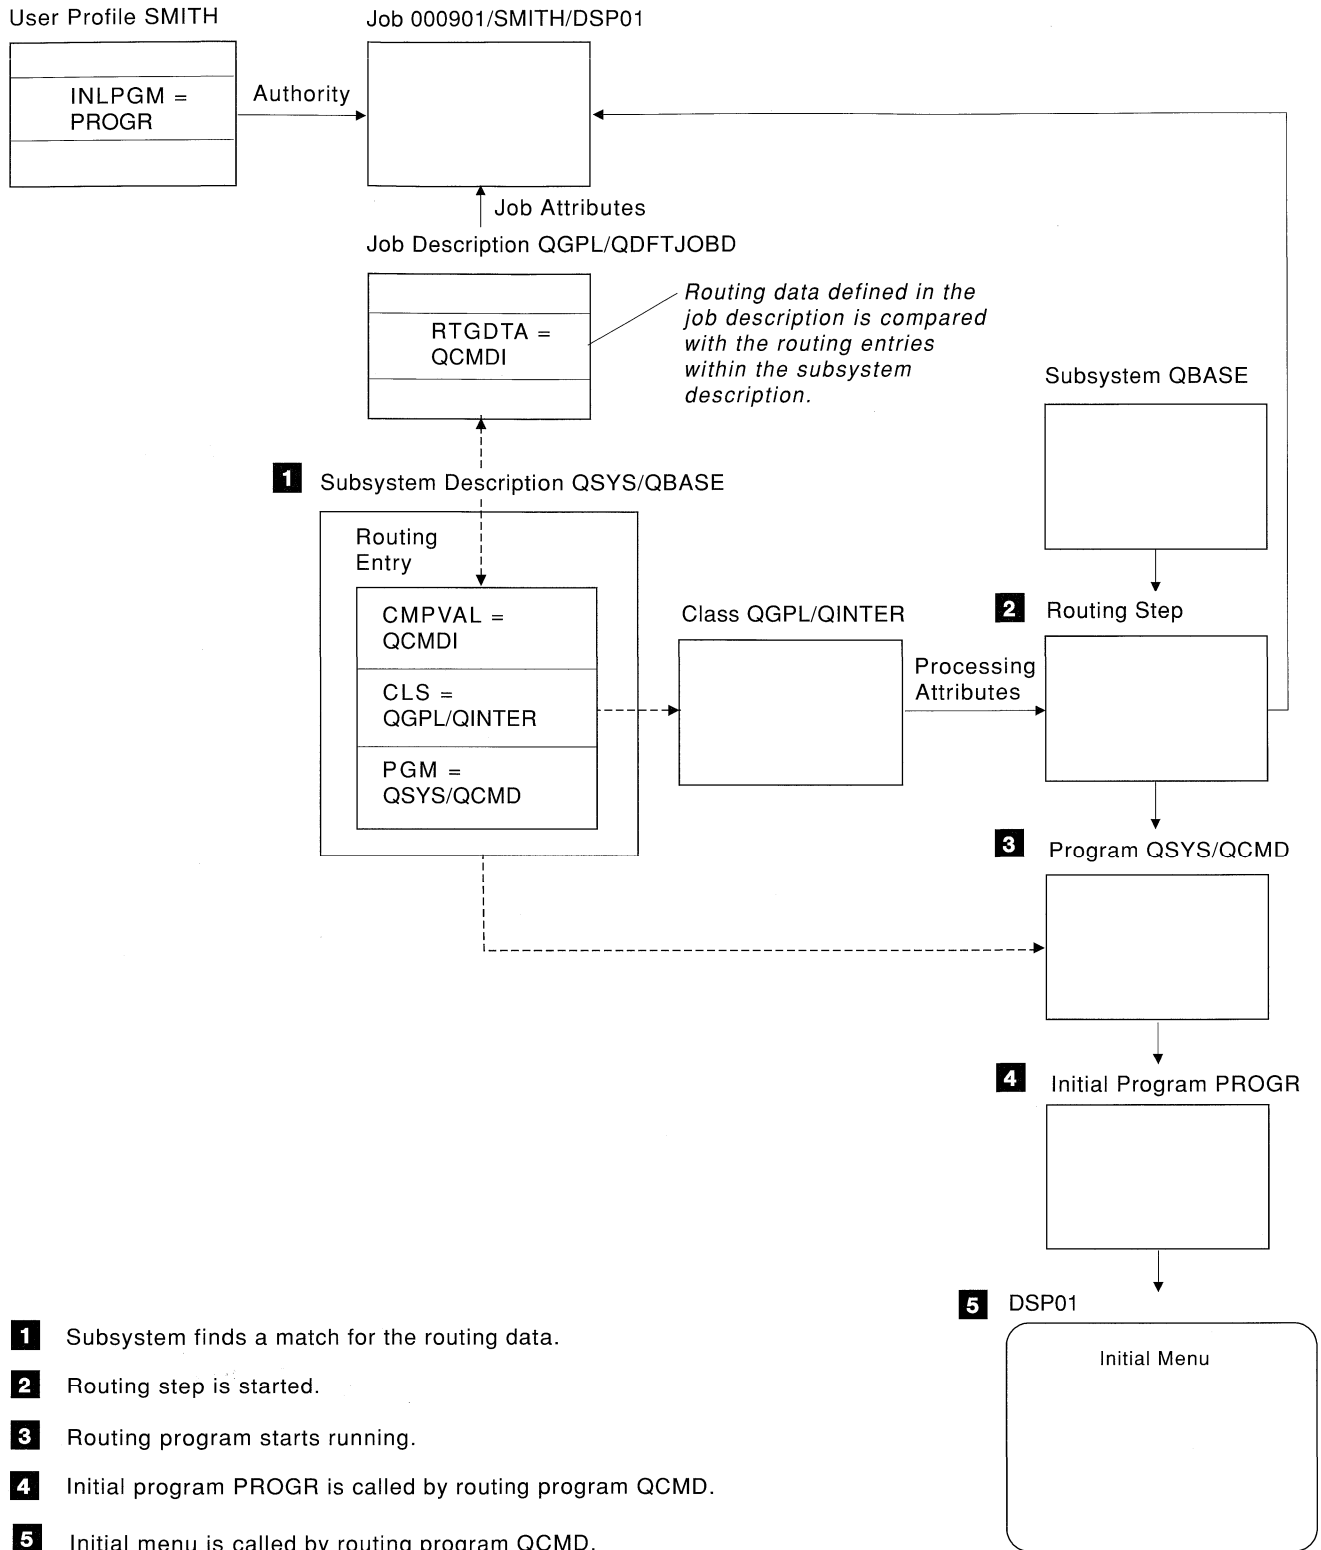 User Profile SMITH
Job 000901/SMITH/DSP01
INLPGM =
PROGR
Authority
Job Attributes
Job Description QGPL/QDFTJOBD
RTGDTA =
QCMDI
Routing data defined in the
job description is compared
with the routing entries
within the subsystem
description.
Subsystem QBASE
1 Subsystem Description QSYS/QBASE
Routing
Entry
CMPVAL =
QCMDI
CLS =
QGPL/QINTER
PGM =
QSYS/QCMD
Class QGPL/QINTER
Processing
Attributes
2 Routing Step
3 Program QSYS/QCMD
4 Initial Program PROGR
5 DSP01
Initial Menu
1 Subsystem finds a match for the routing data.
2 Routing step is started.
3 Routing program starts running.
4 Initial program PROGR is called by routing program QCMD.
5 Initial menu is called by routing program QCMD.